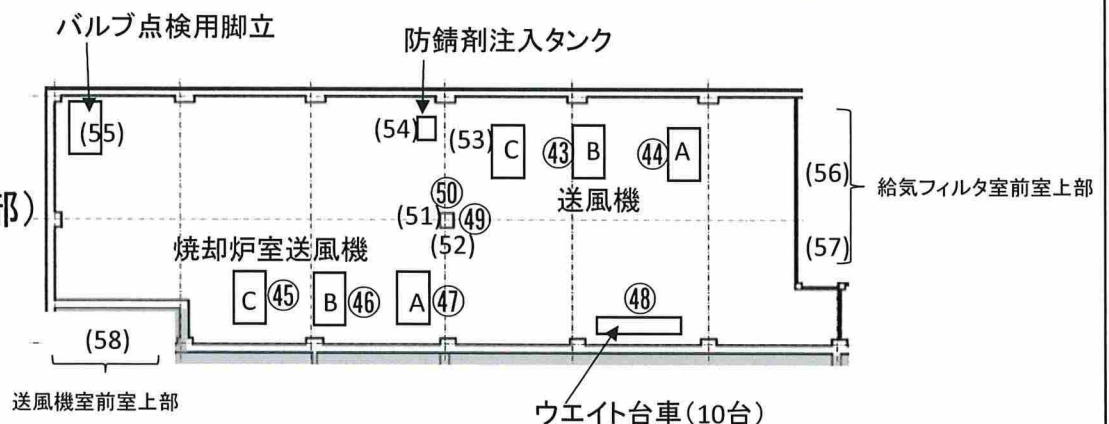 バルブ点検用脚立
防錆剤注入タンク
(55)
(54)
(53)
C
㊸
B
㊹
A
(56)
給気フィルタ室前室上部
送風機
㊿
(51)
㊾
(52)
部)
(57)
焼却炉室送風機
C
㊺
B
㊻
A
㊼
㊽
(58)
送風機室前室上部
ウエイト台車(10台)